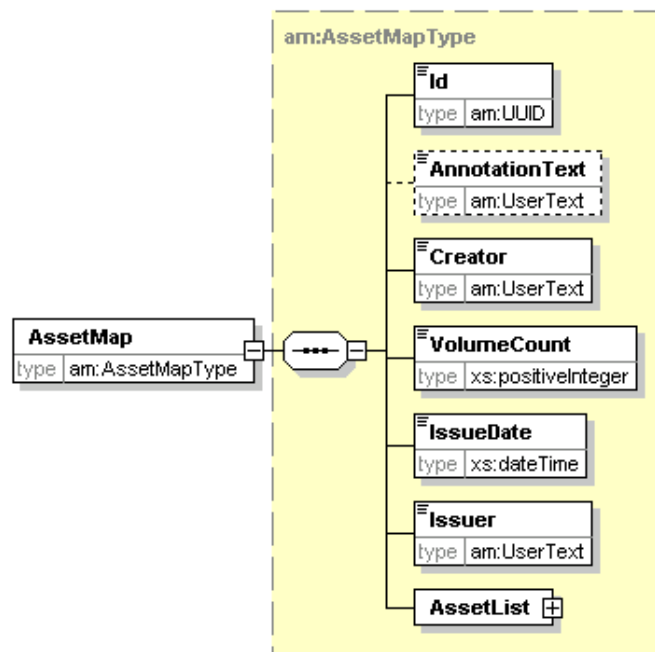 am:AssetMapType
Id
type am:UUID
AnnotationText
type am:UserText
Creator
type am:UserText
AssetMap
type am:AssetMapType
VolumeCount
type xs:positiveInteger
IssueDate
type xs:dateTime
Issuer
type am:UserText
AssetList